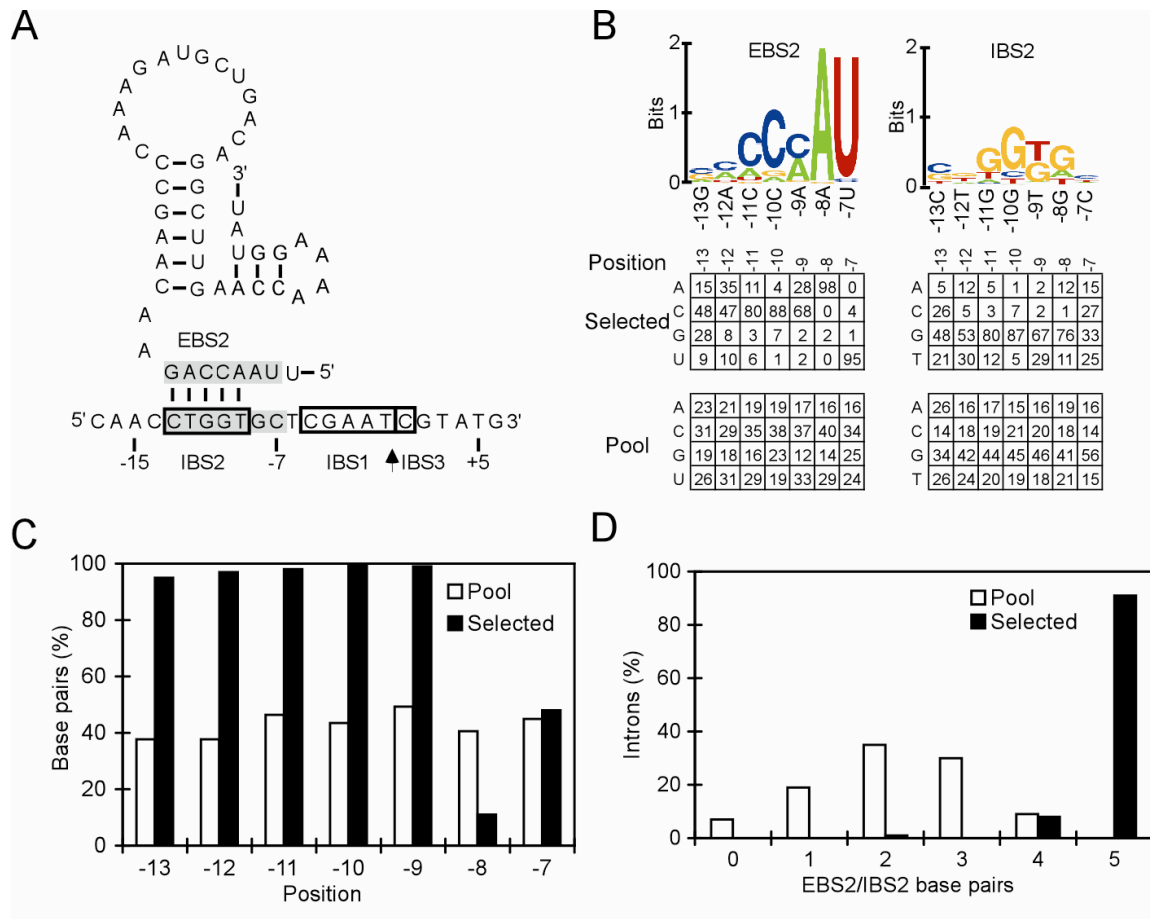 A
A A A G A U G C U G A C A
A A C C G A A C
G G C U U G
3'
U A U G G A A A A C C A A G
A
A
EBS2
G A C C A A U U – 5'
5' C A A C C T G G T G C T C G A A T C G T A T G 3'
-15 IBS2 -7 IBS1 IBS3 +5
B
EBS2 IBS2
2 2
Bits 1 Bits 1
0 0
-13G -12A -11C -10C -9A -8A -7U -13C -12T -11G -10G -9T -8G -7C
Position -13 -12 -11 -10 -9 -8 -7 -13 -12 -11 -10 -9 -8 -7
Selected
A 15 35 11 4 28 98 0 A 5 12 5 1 2 12 15
C 48 47 80 88 68 0 4 C 26 5 3 7 2 1 27
G 28 8 3 7 2 2 1 G 48 53 80 87 67 76 33
U 9 10 6 1 2 0 95 T 21 30 12 5 29 11 25
Pool
A 23 21 19 19 17 16 16 A 26 16 17 15 16 19 16
C 31 29 35 38 37 40 34 C 14 18 19 21 20 18 14
G 19 18 16 23 12 14 25 G 34 42 44 45 46 41 56
U 26 31 29 19 33 29 24 T 26 24 20 19 18 21 15
C
Base pairs (%)
100
80
60
40
20
0
Pool
Selected
-13 -12 -11 -10 -9 -8 -7
Position
D
Introns (%)
100
80
60
40
20
0
Pool
Selected
0 1 2 3 4 5
EBS2/IBS2 base pairs